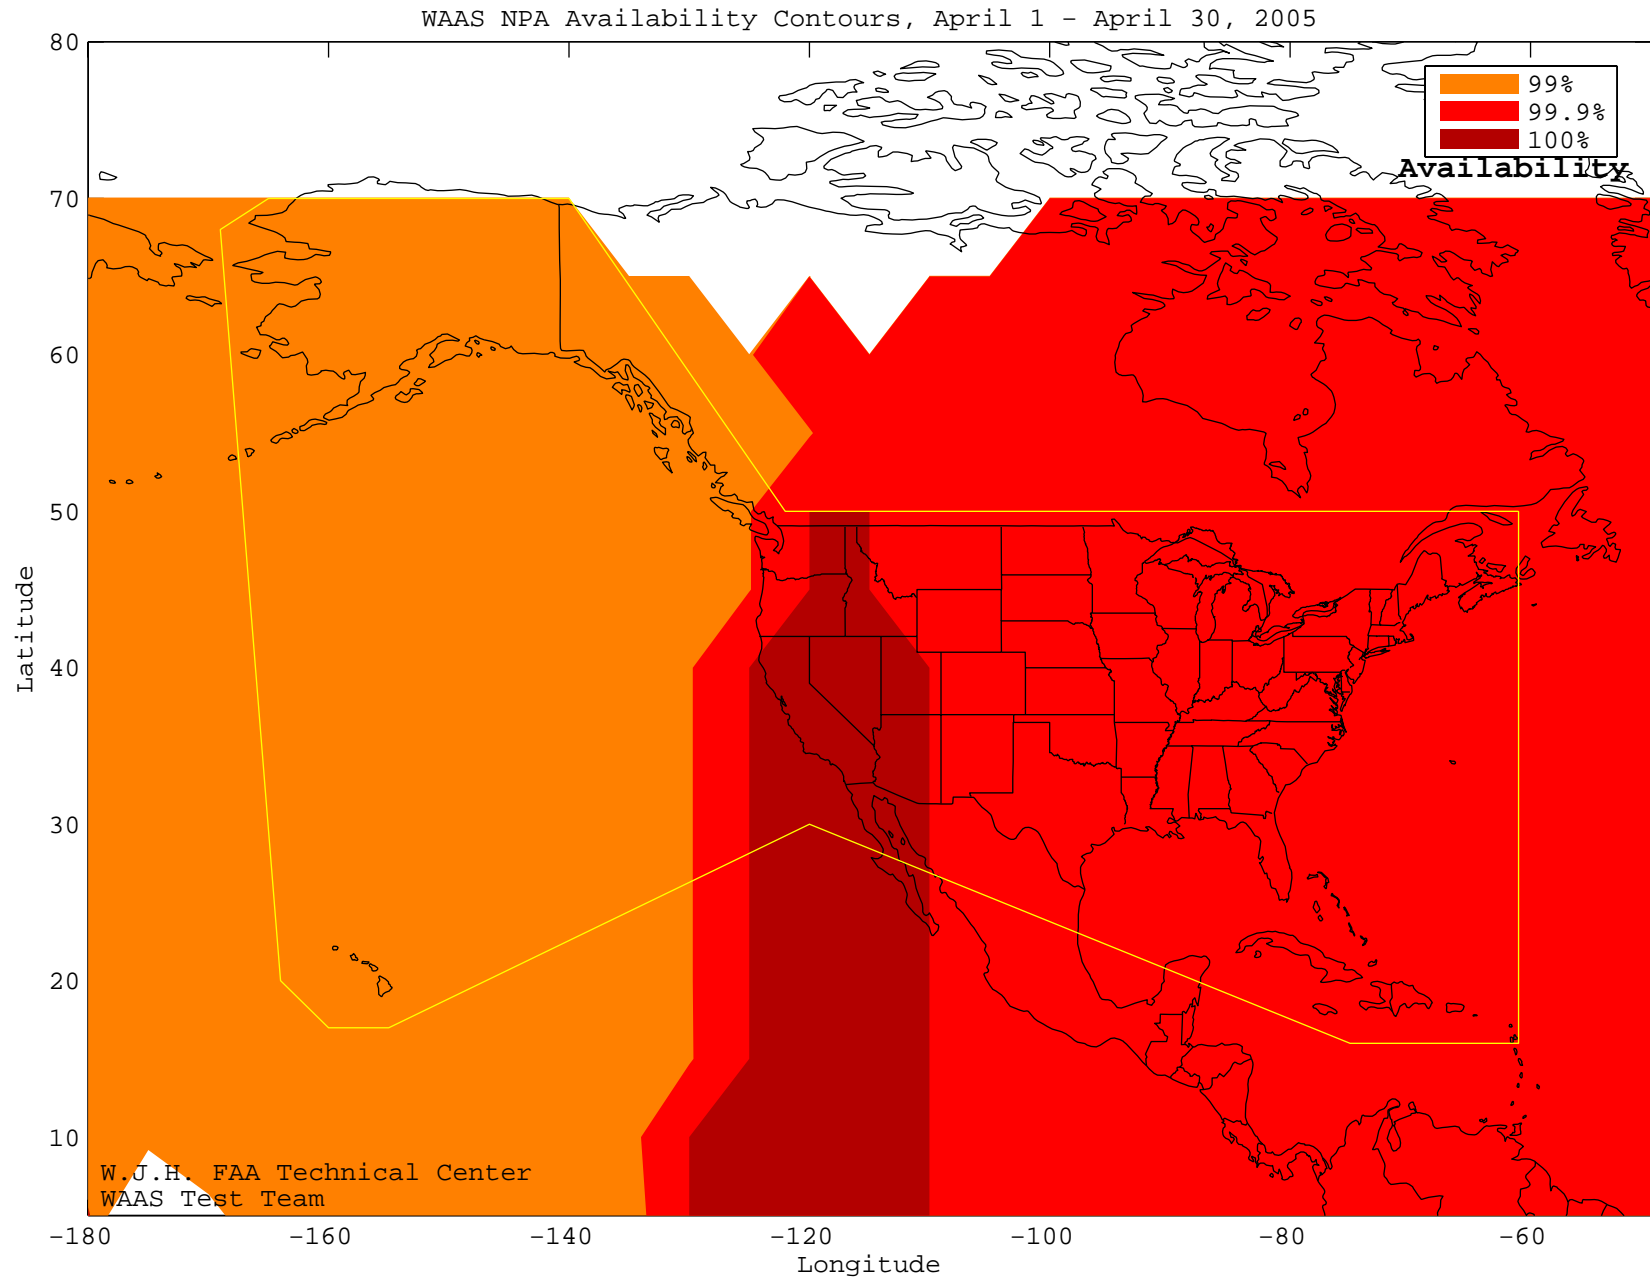 WAAS NPA Availability Contours, April 1 - April 30, 2005
80
99%
99.9%
100%
Availability
70
60
50
Latitude
40
30
20
10
W.J.H. FAA Technical Center
WAAS Test Team
-180 -160 -140 -120 -100 -80 -60
Longitude